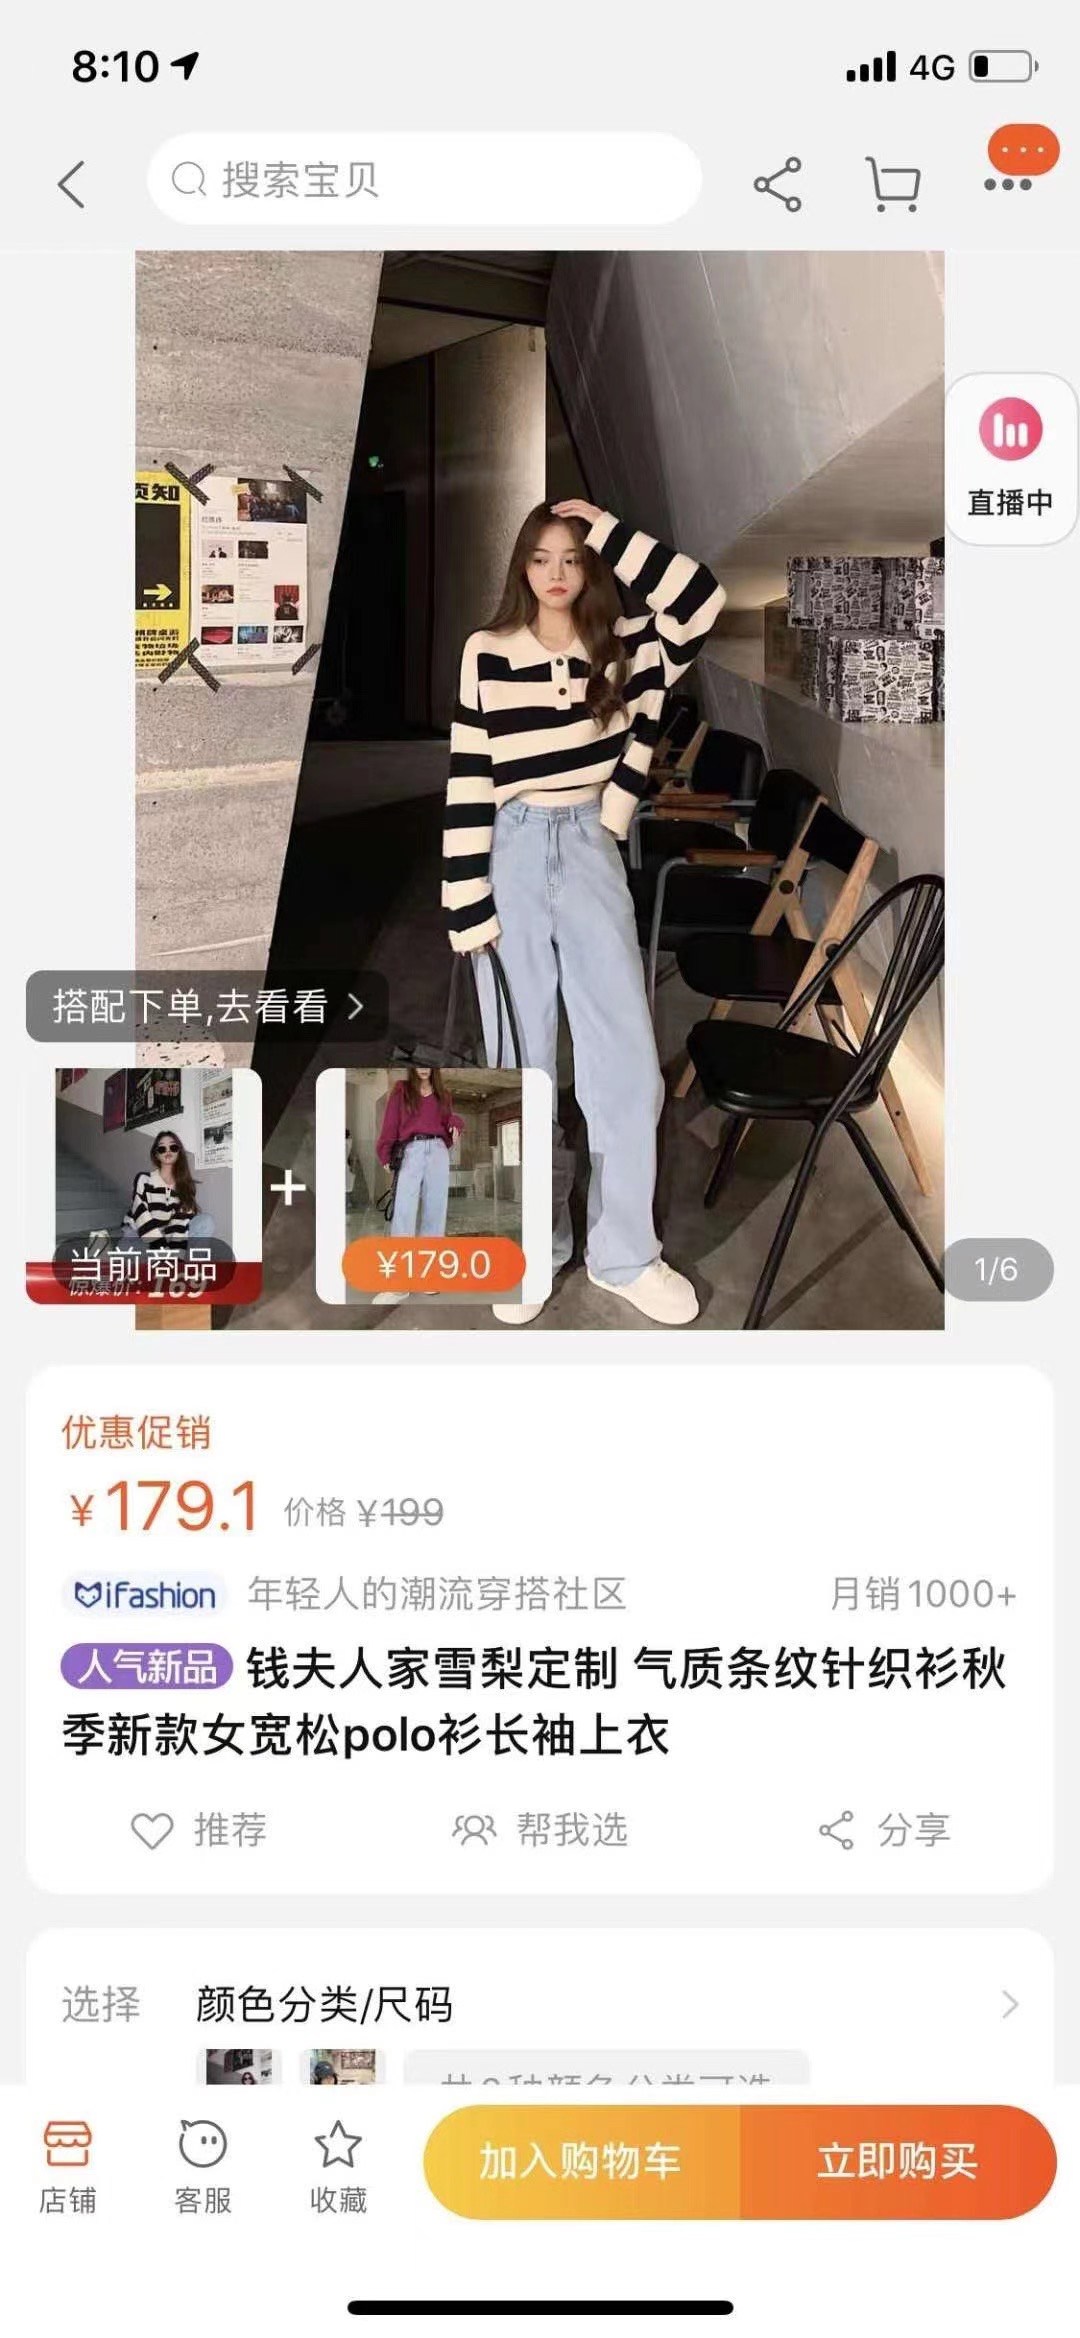 8:10
4G
搜索宝贝
直播中
搭配下单,去看看
当前商品
惊爆价：169
¥179.0
1/6
优惠促销
¥179.1 价格 ¥199
iFashion 年轻人的潮流穿搭社区 月销1000+
人气新品 钱夫人家雪梨定制 气质条纹针织衫秋
季新款女宽松polo衫长袖上衣
推荐 帮我选 分享
选择 颜色分类/尺码
店铺 客服 收藏 加入购物车 立即购买